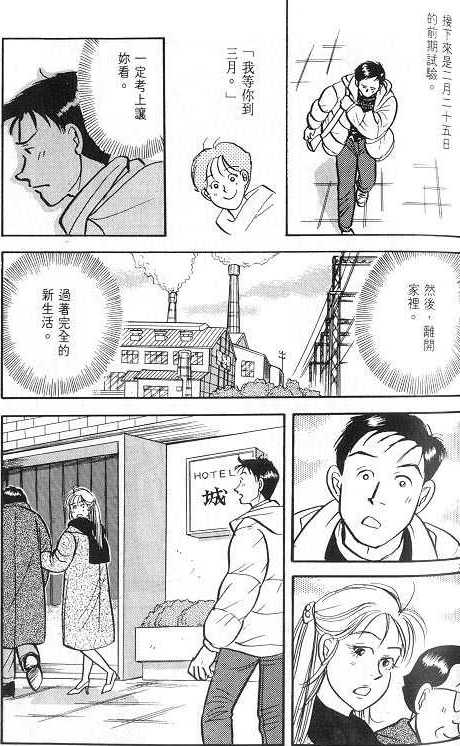 接下來是二月二十五日
的前期試驗。
「我等你到
三月。」
一定考上讓
妳看。
然後，離開
家裡。
過著完全的
新生活。
HOTEL
城